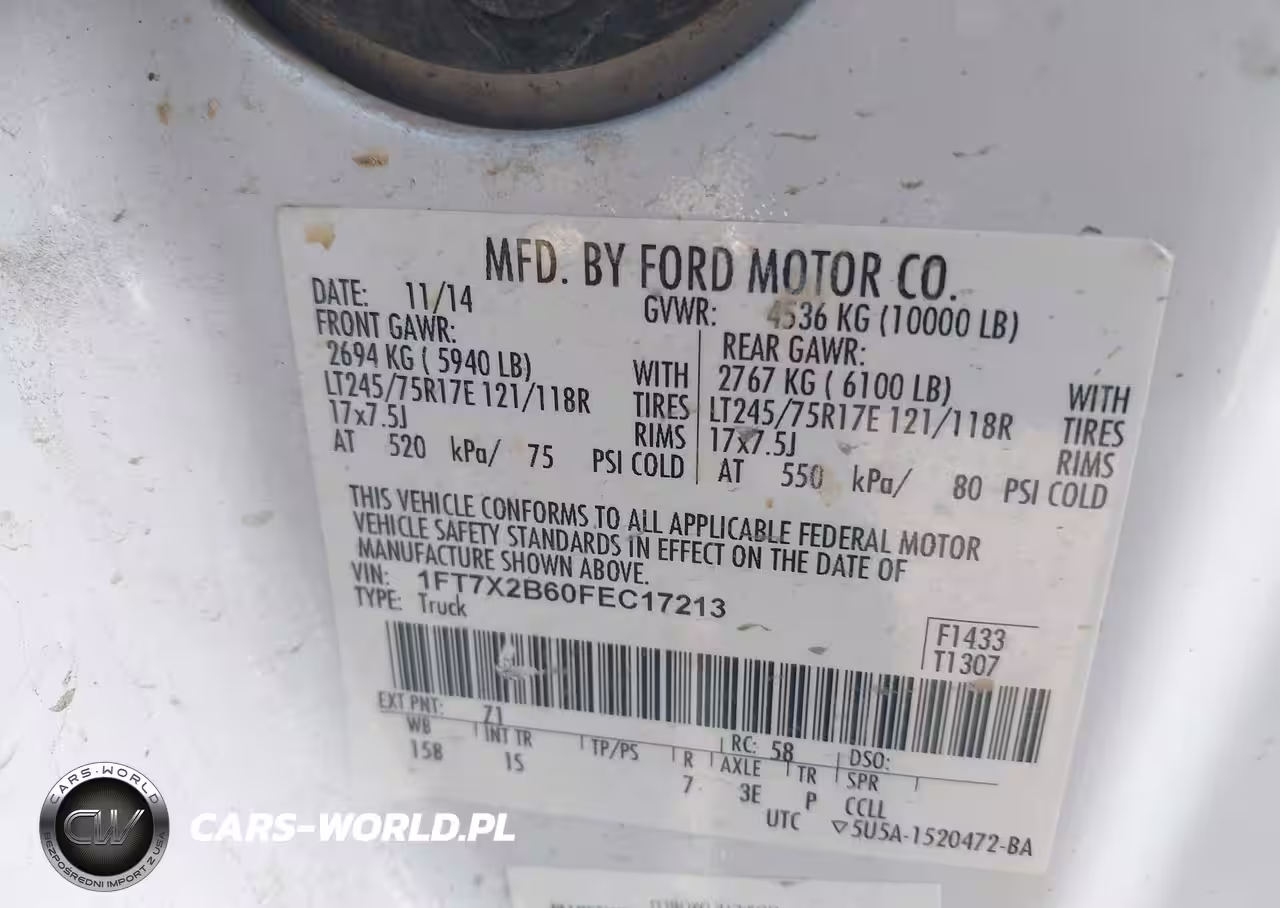 MFD. BY FORD MOTOR CO.
DATE: 11/14 GVWR: 4536 KG (10000 LB)
FRONT GAWR: REAR GAWR:
2694 KG ( 5940 LB) WITH 2767 KG ( 6100 LB) WITH
LT245/75R17E 121/118R TIRES LT245/75R17E 121/118R TIRES
17x7.5J RIMS 17x7.5J RIMS
AT 520 kPa/ 75 PSI COLD AT 550 kPa/ 80 PSI COLD
THIS VEHICLE CONFORMS TO ALL APPLICABLE FEDERAL MOTOR
VEHICLE SAFETY STANDARDS IN EFFECT ON THE DATE OF
MANUFACTURE SHOWN ABOVE.
VIN: 1FT7X2B60FEC17213
TYPE: Truck
F1433
T1307
EXT PNT: Z1 RC: 58 DSO:
WB INT TR TP/PS R AXLE TR SPR
158 1S 7 3E P CCLL
UTC ▽5U5A-1520472-BA
CARS-WORLD
CW
BEZPOŚREDNI IMPORT Z USA
CARS-WORLD.PL